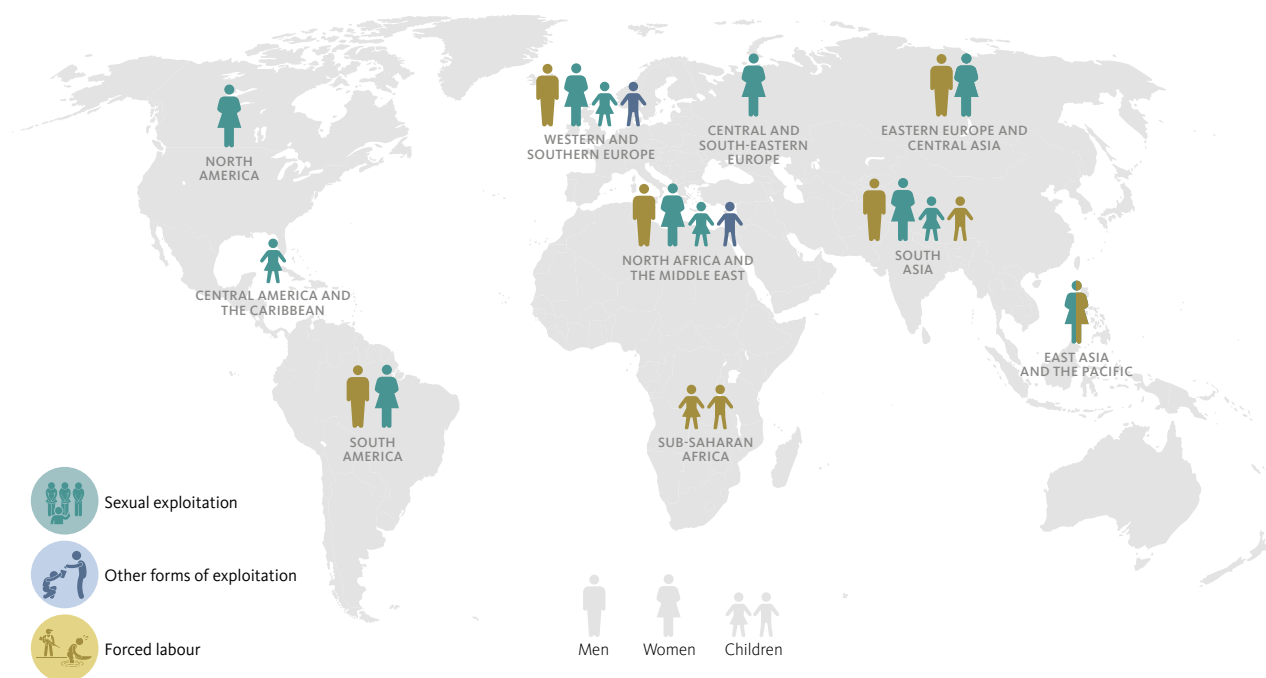 WESTERN AND
SOUTHERN EUROPE
CENTRAL AND
SOUTH-EASTERN
EUROPE
EASTERN EUROPE AND
CENTRAL ASIA
NORTH
AMERICA
NORTH AFRICA AND
THE MIDDLE EAST
SOUTH
ASIA
CENTRAL AMERICA AND
THE CARIBBEAN
EAST ASIA
AND THE PACIFIC
SOUTH
AMERICA
SUB-SAHARAN
AFRICA
Sexual exploitation
Other forms of exploitation
Forced labour
Men
Women
Children